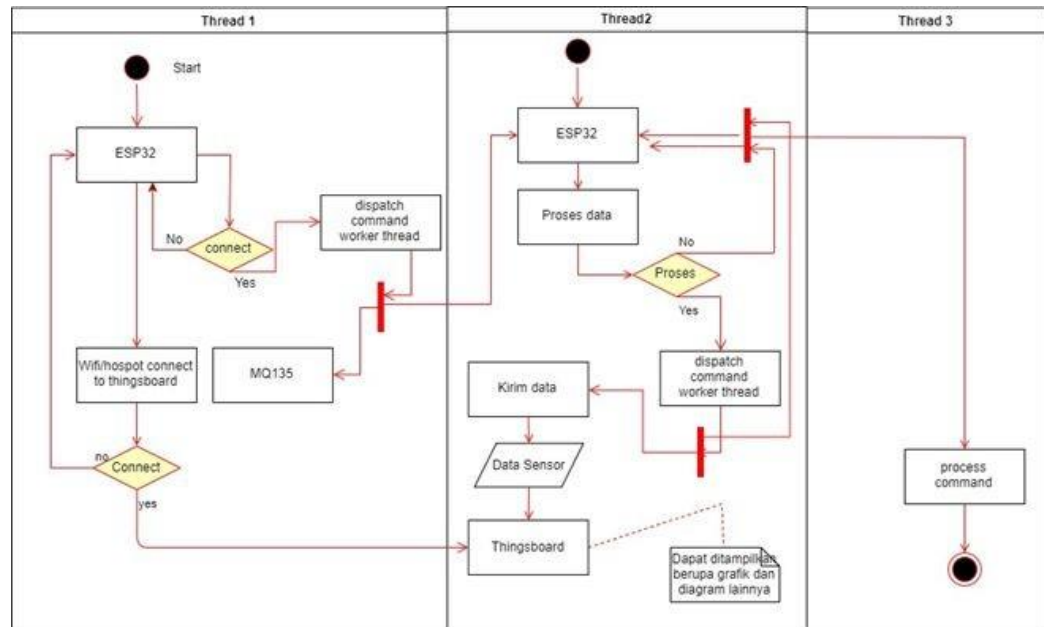 Thread 1
Thread2
Thread 3
Start
ESP32
connect
No
Yes
dispatch
command
worker thread
MQ135
Wifi/hospot connect
to thingsboard
Connect
no
yes
ESP32
Proses data
Proses
No
Yes
dispatch
command
worker thread
Kirim data
Data Sensor
Thingsboard
Dapat ditampilkan
berupa grafik dan
diagram lainnya
process
command